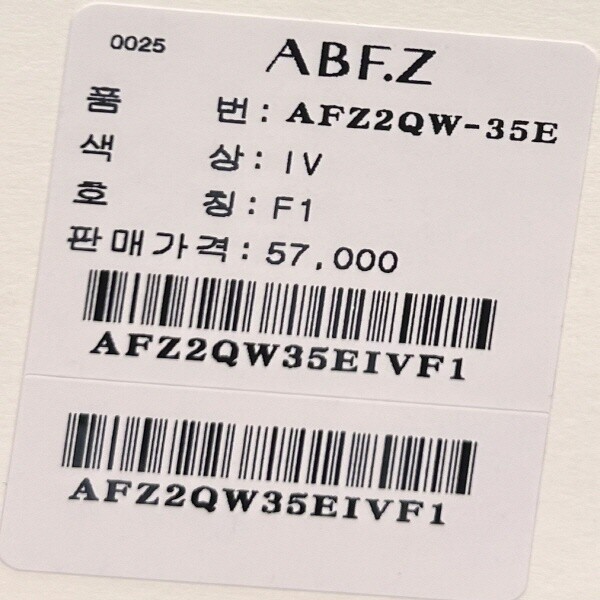 0025 ABF.Z
품 번: AFZ2QW-35E
색 상: IV
호 칭: F1
판매가격: 57,000
AFZ2QW35EIVF1
AFZ2QW35EIVF1